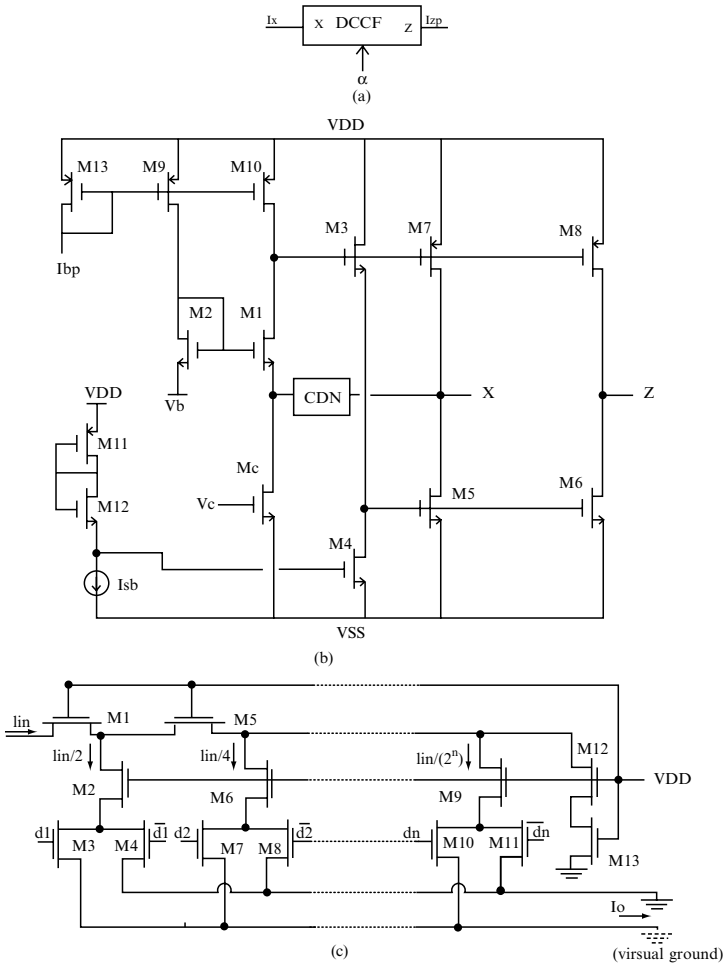 Ix X DCCF Z Izp
α
(a)
VDD
M13 M9 M10
M3 M7 M8
Ibp
M2 M1
Vb
CDN X Z
VDD
M11
Mc
M12 Vc M5 M6
M4
Isb
VSS
(b)
Iin M1 M5
Iin/2 Iin/4 Iin/(2ⁿ) M12
VDD
M2 M6 M9
d1 d̅1̅ d2 d̅2̅ dn d̅n̅
M3 M4 M7 M8 M10 M11 M13
Io
(c) (virsual ground)